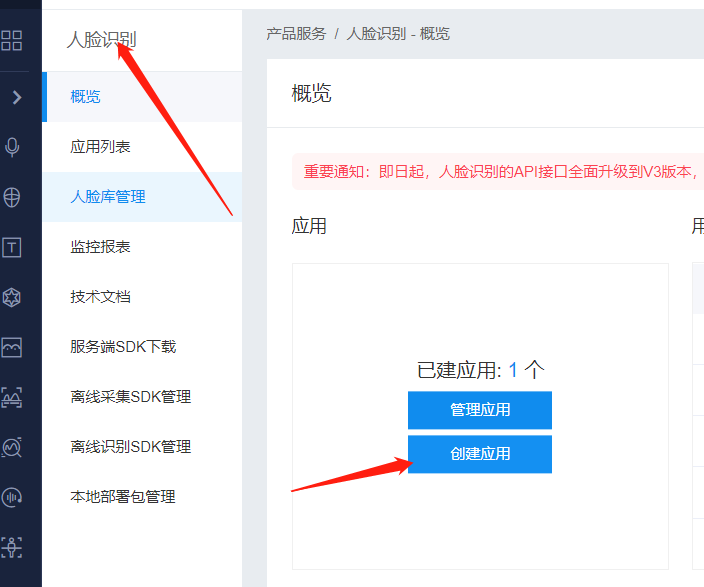 人脸识别
概览
应用列表
人脸库管理
监控报表
技术文档
服务端SDK下载
离线采集SDK管理
离线识别SDK管理
本地部署包管理
产品服务 / 人脸识别 - 概览
概览
重要通知：即日起，人脸识别的API接口全面升级到V3版本，
应用
用
已建应用: 1 个
管理应用
创建应用